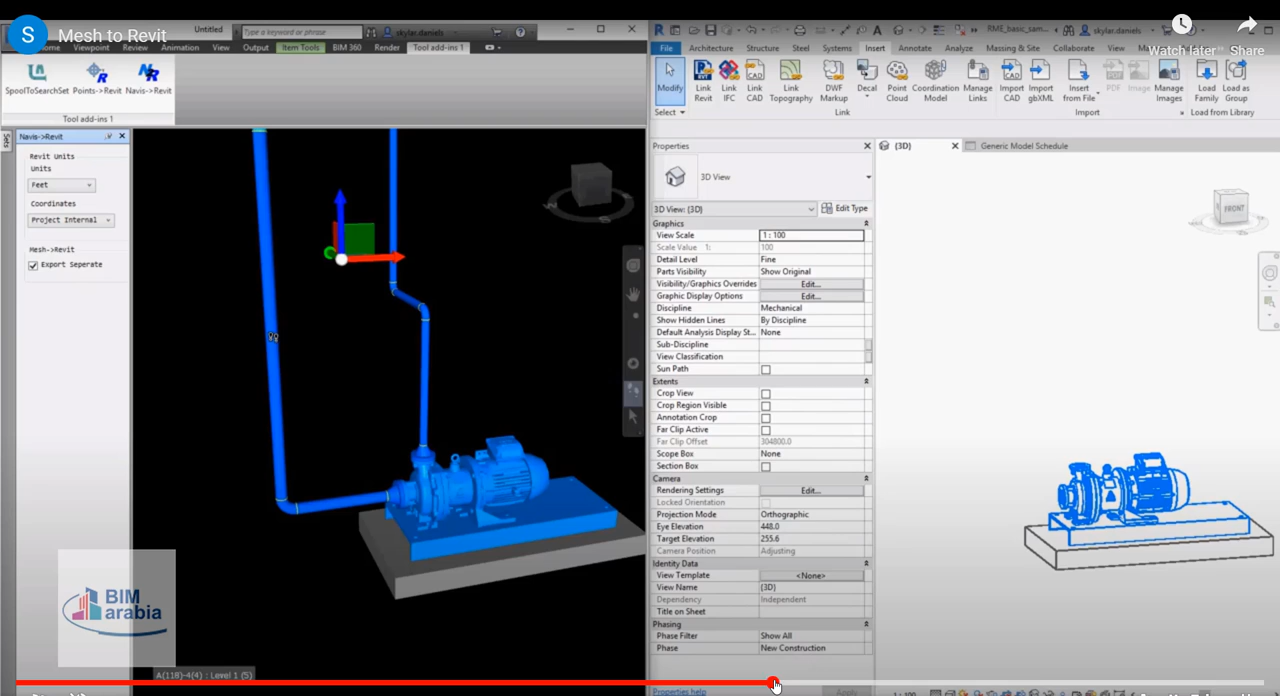 S
Mesh to Revit
Watch later
Share
Untitled
Type a keyword or phrase
skylar.daniels
Home
Viewpoint
Review
Animation
View
Output
Item Tools
BIM 360
Render
Tool add-ins 1
SpoolToSearchSet
Points->Revit
Navis->Revit
Tool add-ins 1
Sets
Navis->Revit
Revit Units
Units
Feet
Coordinates
Project Internal
Mesh->Revit
Export Seperate
BIM
arabia
A(118)-4(4) : Level 1 (5)
RME_basic_sam...
skylar.daniels
File
Architecture
Structure
Steel
Systems
Insert
Annotate
Analyze
Massing & Site
Collaborate
View
Modify
Link Revit
Link IFC
Link CAD
Link Topography
DWF Markup
Decal
Point Cloud
Coordination Model
Manage Links
Import CAD
Import gbXML
Insert from File
PDF
Image
Manage Images
Load Family
Load as Group
Select
Link
Import
Load from Library
Properties
{3D}
Generic Model Schedule
3D View
3D View: {3D}
Edit Type
Graphics
View Scale 1 : 100
Scale Value 1: 100
Detail Level Fine
Parts Visibility Show Original
Visibility/Graphics Overrides Edit...
Graphic Display Options Edit...
Discipline Mechanical
Show Hidden Lines By Discipline
Default Analysis Display St... None
Sub-Discipline
View Classification
Sun Path
Extents
Crop View
Crop Region Visible
Annotation Crop
Far Clip Active
Far Clip Offset 304800.0
Scope Box None
Section Box
Camera
Rendering Settings Edit...
Locked Orientation
Projection Mode Orthographic
Eye Elevation 448.0
Target Elevation 255.6
Camera Position Adjusting
Identity Data
View Template <None>
View Name {3D}
Dependency Independent
Title on Sheet
Phasing
Phase Filter Show All
Phase New Construction
Properties help
Apply
1 : 100
FRONT